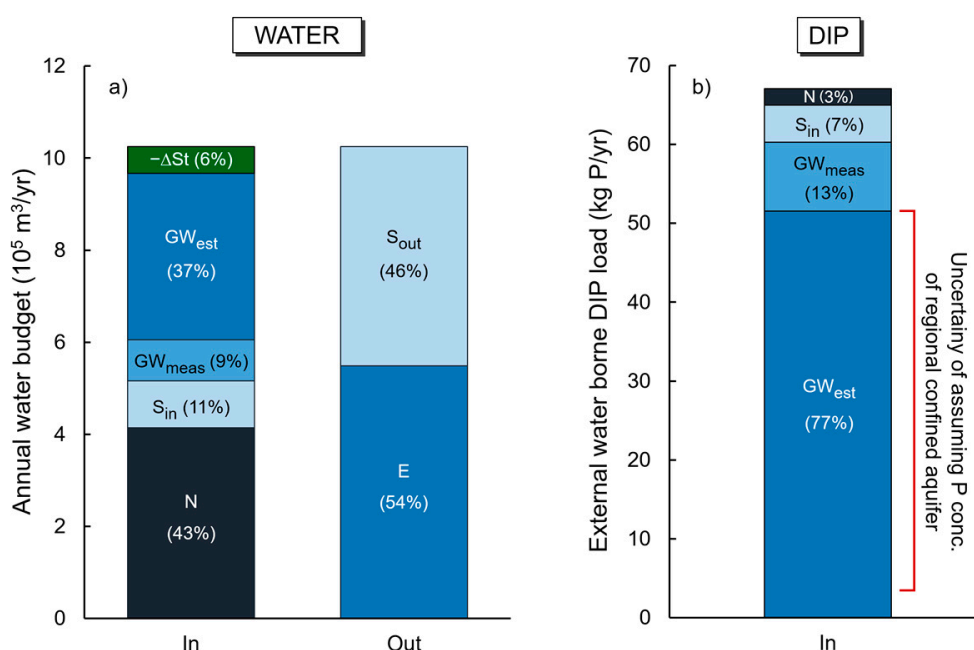 WATER
DIP
a)
Annual water budget (10⁵ m³/yr)
12
10
8
6
4
2
0
−ΔSt (6%)
GWest
(37%)
GWmeas (9%)
Sin (11%)
N
(43%)
Sout
(46%)
E
(54%)
In
Out
b)
External water borne DIP load (kg P/yr)
70
60
50
40
30
20
10
0
N (3%)
Sin (7%)
GWmeas
(13%)
GWest
(77%)
Uncertainy of assuming P conc.
of regional confined
aquifer
In